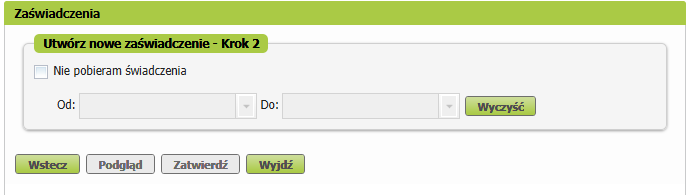 Zaświadczenia
Utwórz nowe zaświadczenie - Krok 2
Nie pobieram świadczenia
Od: Do: Wyczyść
Wstecz Podgląd Zatwierdź Wyjdź